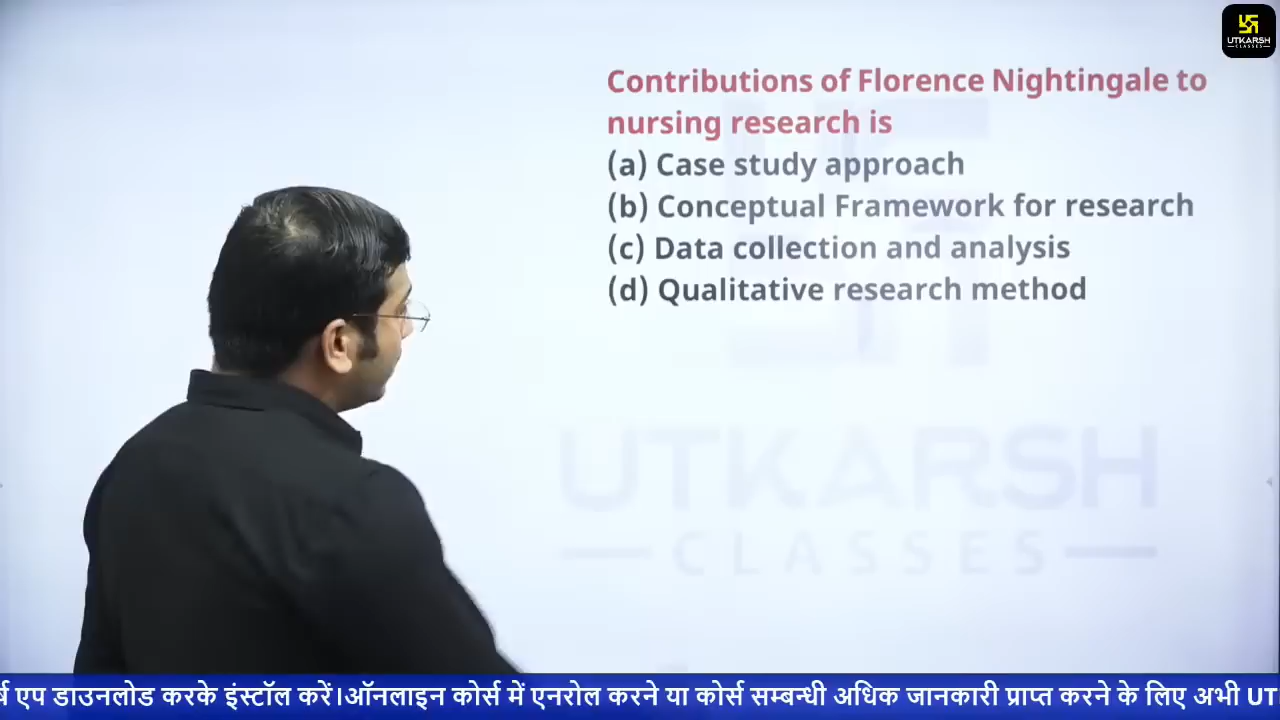 UTKARSH
CLASSES
Contributions of Florence Nightingale to
nursing research is
(a) Case study approach
(b) Conceptual Framework for research
(c) Data collection and analysis
(d) Qualitative research method
UTKARSH
CLASSES
एप डाउनलोड करके इंस्टॉल करें।ऑनलाइन कोर्स में एनरोल करने या कोर्स सम्बन्धी अधिक जानकारी प्राप्त करने के लिए अभी UT